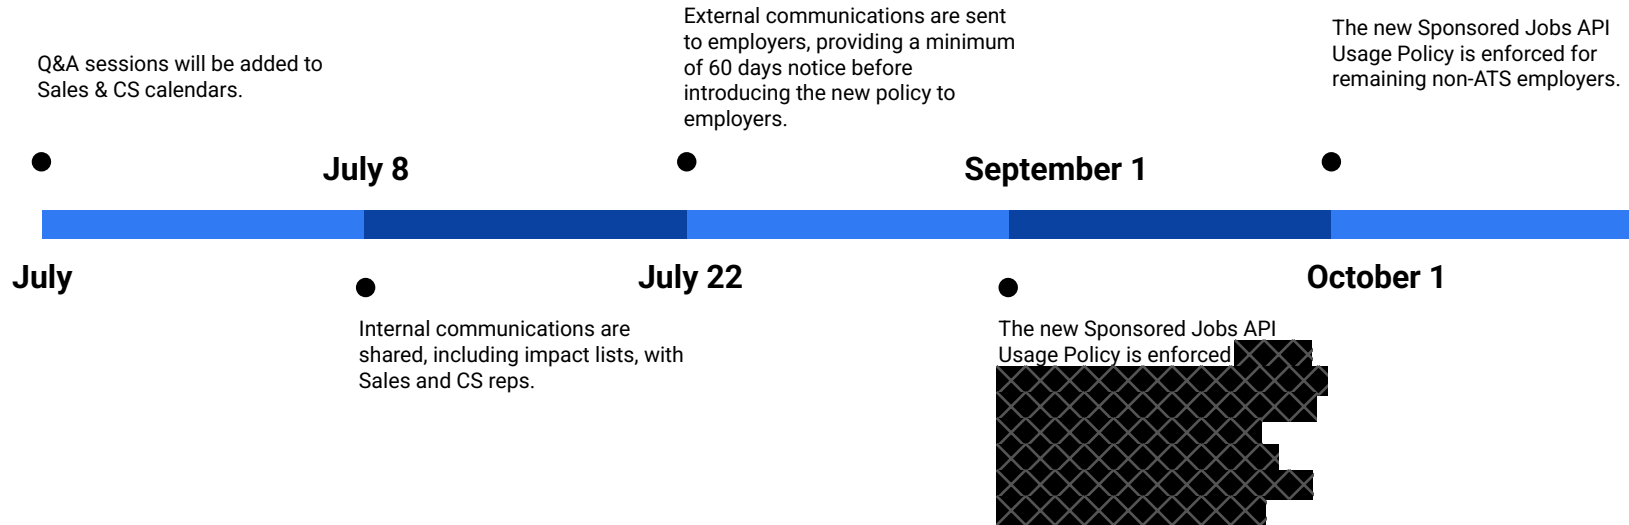 External communications are sent
to employers, providing a minimum
of 60 days notice before
introducing the new policy to
employers.
The new Sponsored Jobs API
Usage Policy is enforced for
remaining non-ATS employers.
Q&A sessions will be added to
Sales & CS calendars.
July 8
September 1
July
July 22
October 1
Internal communications are
shared, including impact lists, with
Sales and CS reps.
The new Sponsored Jobs API
Usage Policy is enforced